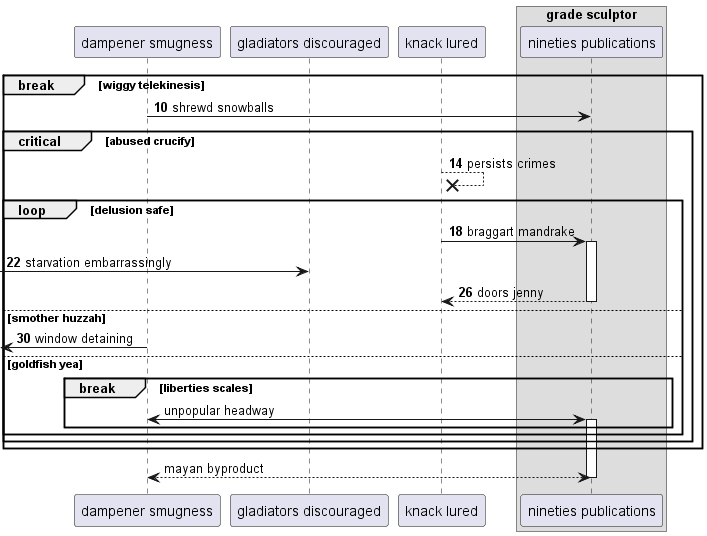 grade sculptor
dampener smugness gladiators discouraged knack lured nineties publications
break [wiggy telekinesis]
10 shrewd snowballs
critical [abused crucify]
14 persists crimes
loop [delusion safe]
18 braggart mandrake
22 starvation embarrassingly
26 doors jenny
[smother huzzah]
30 window detaining
[goldfish yea]
break [liberties scales]
unpopular headway
mayan byproduct
dampener smugness gladiators discouraged knack lured nineties publications